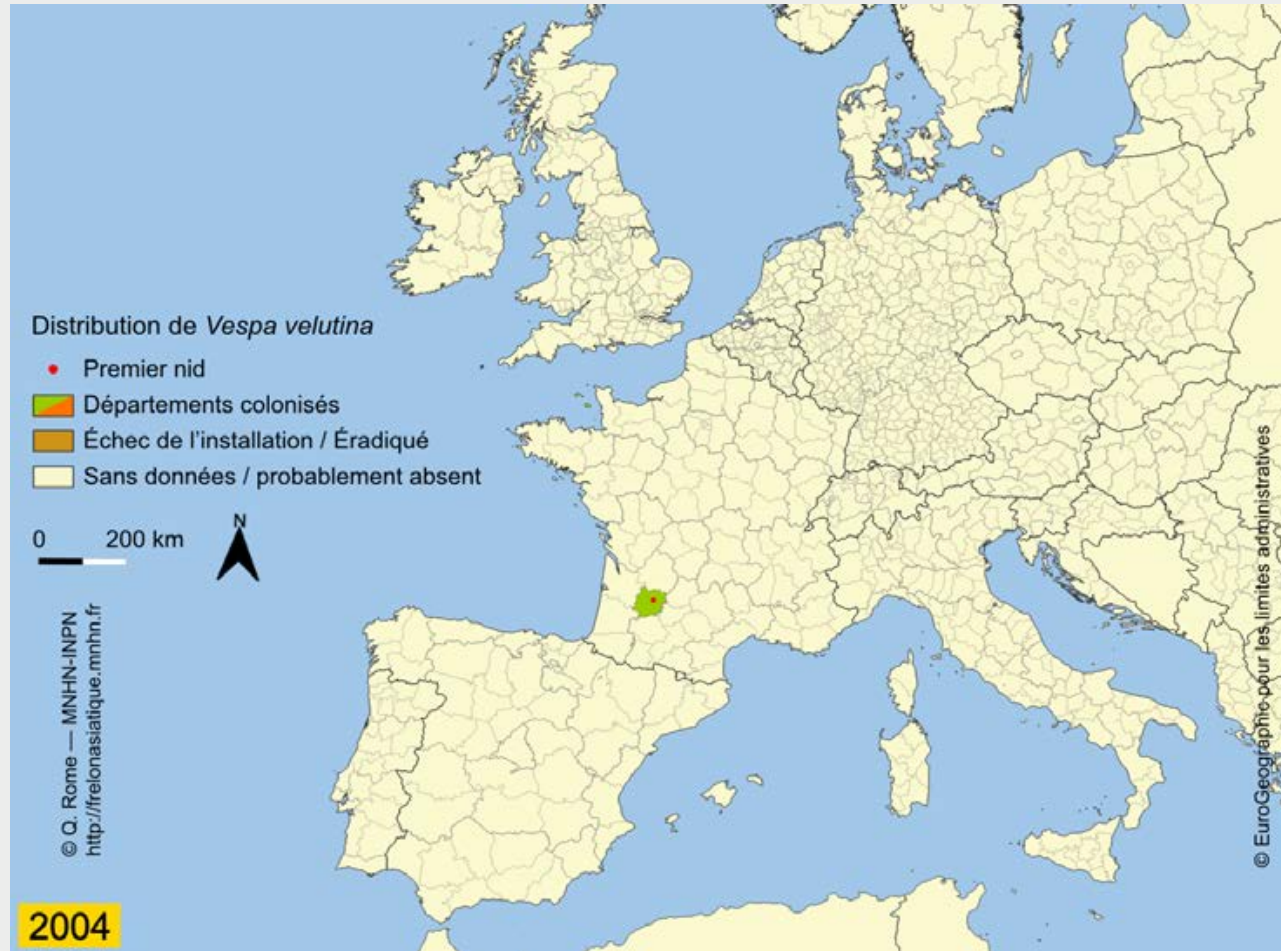 Distribution de Vespa velutina
Premier nid
Départements colonisés
Échec de l'installation / Éradiqué
Sans données / probablement absent
0 200 km
N
© Q. Rome — MNHN-INPN
http://frelonasiatique.mnhn.fr
© EuroGeographic pour les limites administratives
2004